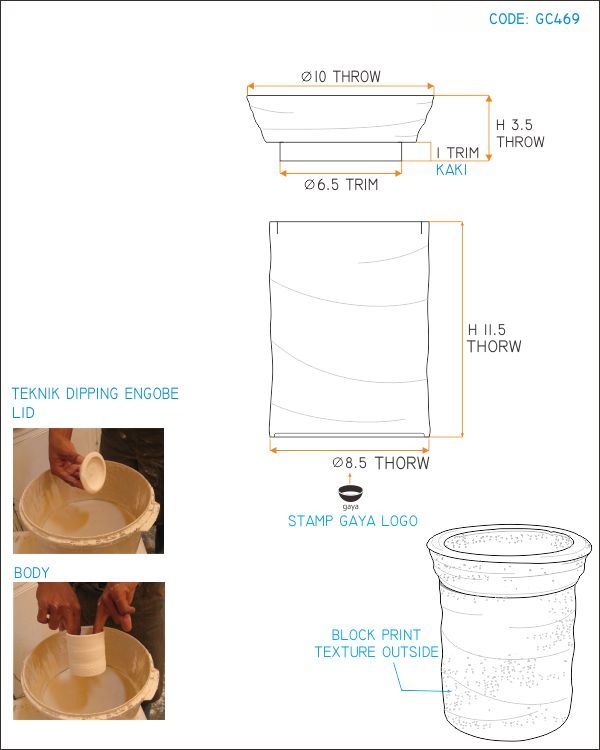 CODE: GC469
Ø10 THROW
H 3.5
THROW
1 TRIM
KAKI
Ø6.5 TRIM
H 11.5
THORW
Ø8.5 THORW
gaya
STAMP GAYA LOGO
TEKNIK DIPPING ENGOBE
LID
BODY
BLOCK PRINT
TEXTURE OUTSIDE